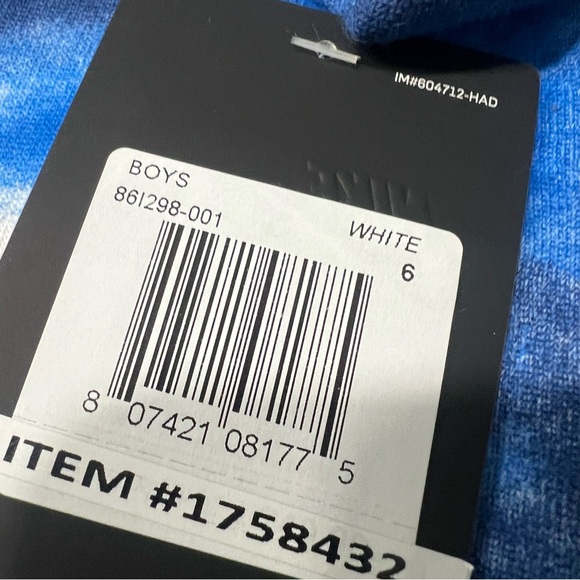 IM#604712-HAD
BOYS
86I298-001
WHITE
6
8 07421 08177 5
ITEM #1758432